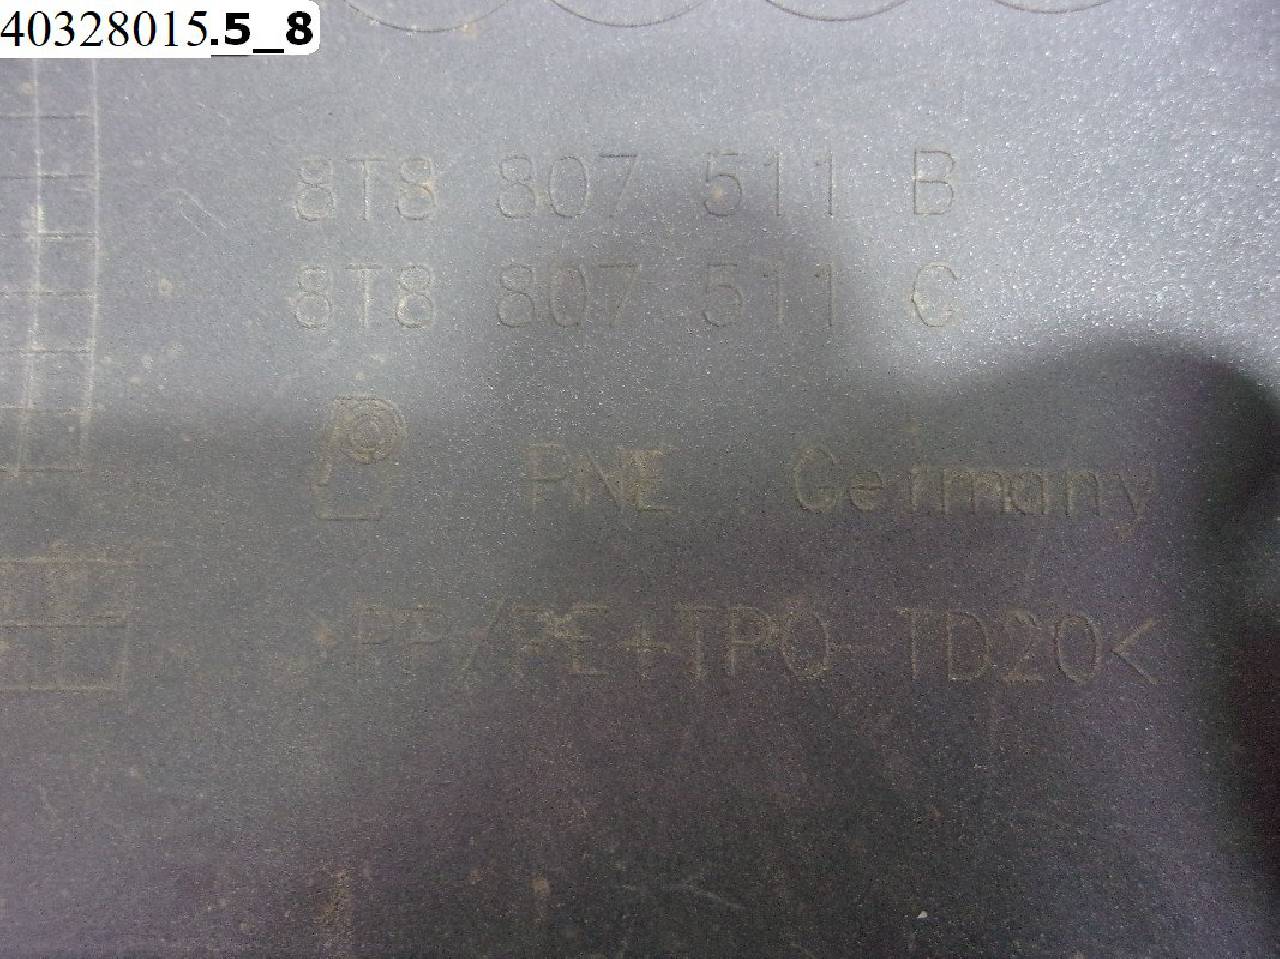 40328015.5_8
8T8 807 511 B
8T8 807 511 C
PNE Germany
>PP/PE+TPO-TD20<